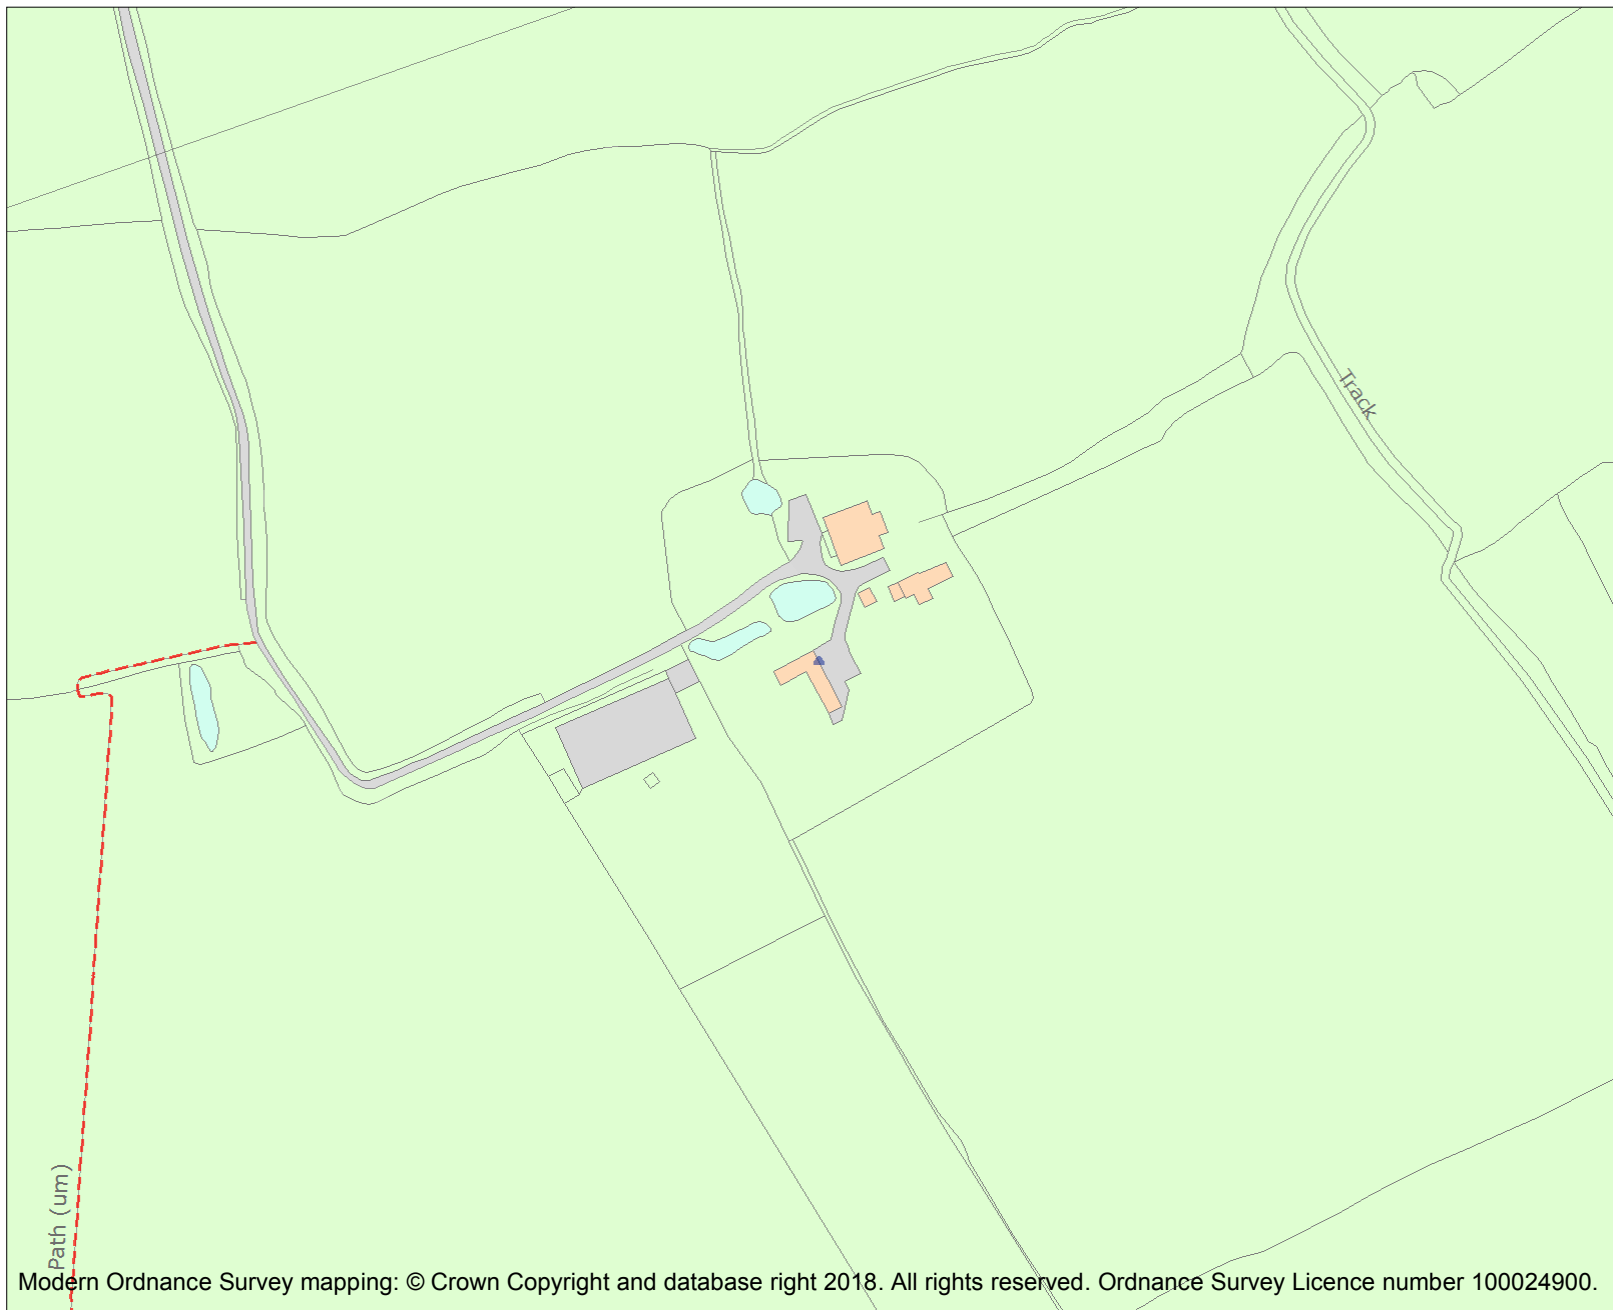 Track
Path (um)
Modern Ordnance Survey mapping: © Crown Copyright and database right 2018. All rights reserved. Ordnance Survey Licence number 100024900.